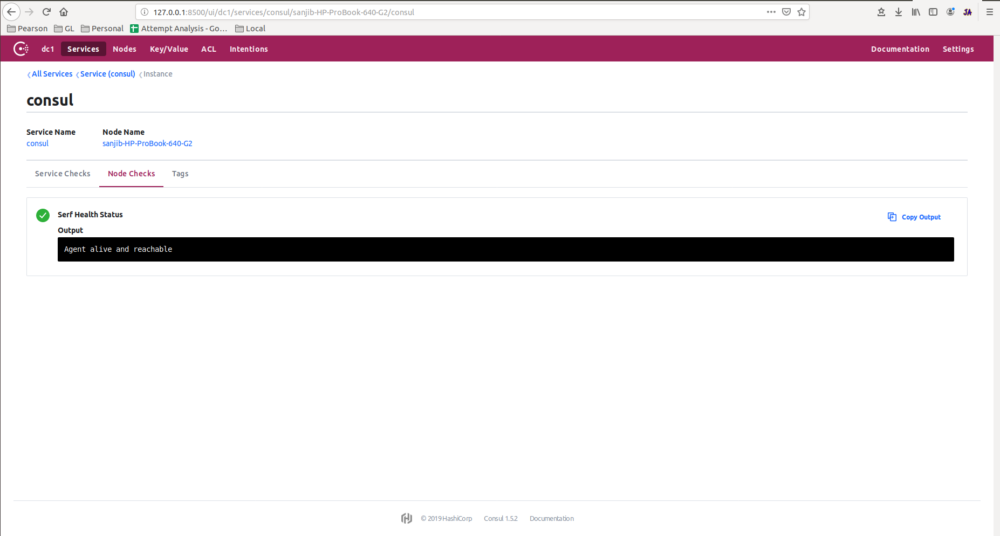 127.0.0.1:8500/ui/dc1/services/consul/sanjib-HP-ProBook-640-G2/consul
JA
Pearson GL Personal Attempt Analysis - Go… Local
dc1 Services Nodes Key/Value ACL Intentions Documentation Settings
All Services Service (consul) Instance
consul
Service Name Node Name
consul sanjib-HP-ProBook-640-G2
Service Checks Node Checks Tags
Serf Health Status
Copy Output
Output
Agent alive and reachable
© 2019 HashiCorp Consul 1.5.2 Documentation